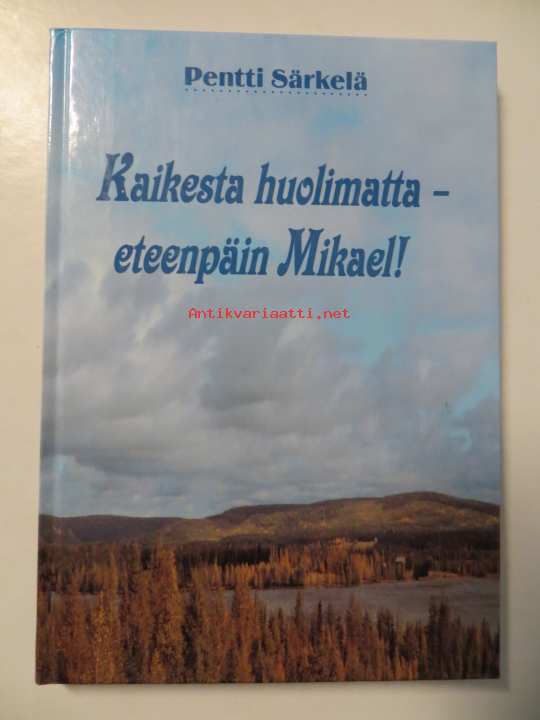 Pentti Särkelä
Kaikesta huolimatta –
eteenpäin Mikael!
Antikvariaatti.net